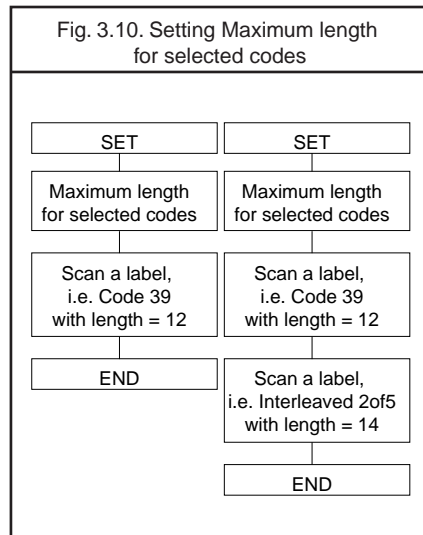 Fig. 3.10. Setting Maximum length
for selected codes
SET
Maximum length
for selected codes
Scan a label,
i.e. Code 39
with length = 12
END
SET
Maximum length
for selected codes
Scan a label,
i.e. Code 39
with length = 12
Scan a label,
i.e. Interleaved 2of5
with length = 14
END